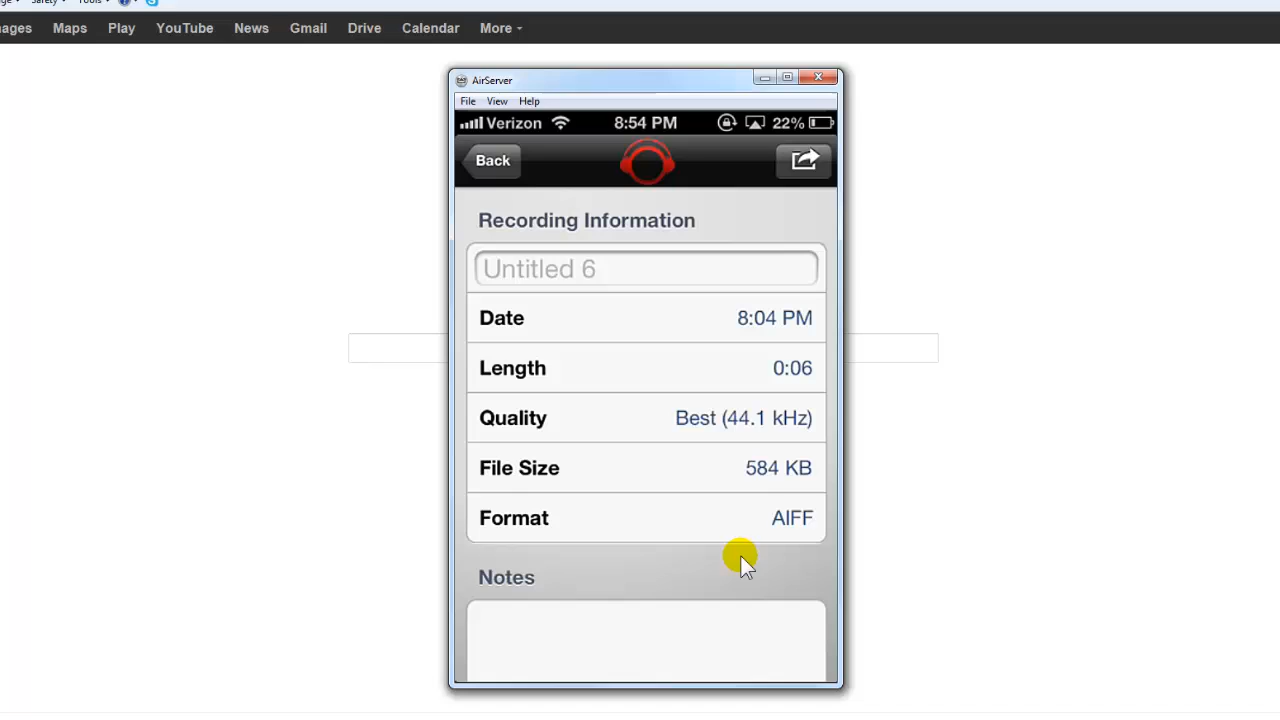 Safety Tools
Maps Play YouTube News Gmail Drive Calendar More
AirServer
File View Help
Verizon 8:54 PM 22%
Back
Recording Information
Untitled 6
Date 8:04 PM
Length 0:06
Quality Best (44.1 kHz)
File Size 584 KB
Format AIFF
Notes